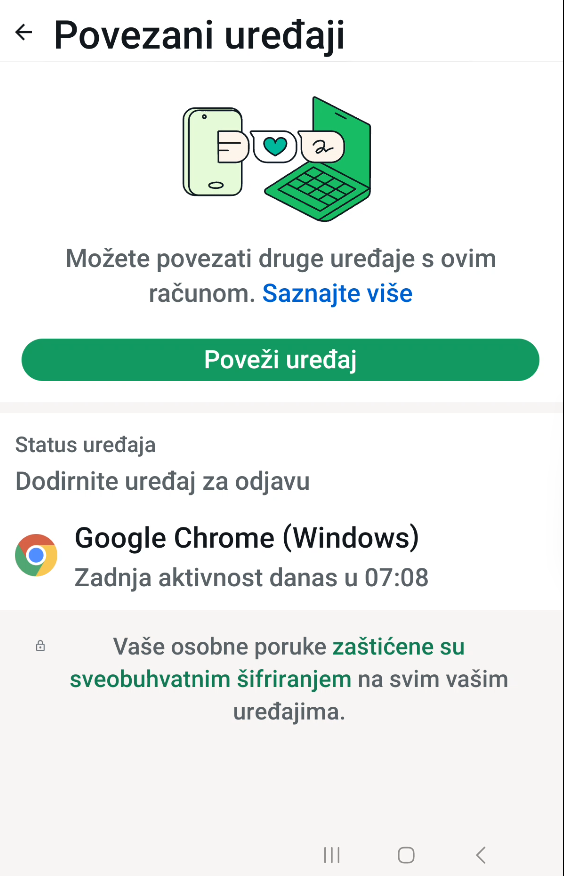 Povezani uređaji
Možete povezati druge uređaje s ovim
računom. Saznajte više
Poveži uređaj
Status uređaja
Dodirnite uređaj za odjavu
Google Chrome (Windows)
Zadnja aktivnost danas u 07:08
Vaše osobne poruke zaštićene su
sveobuhvatnim šifriranjem na svim vašim
uređajima.